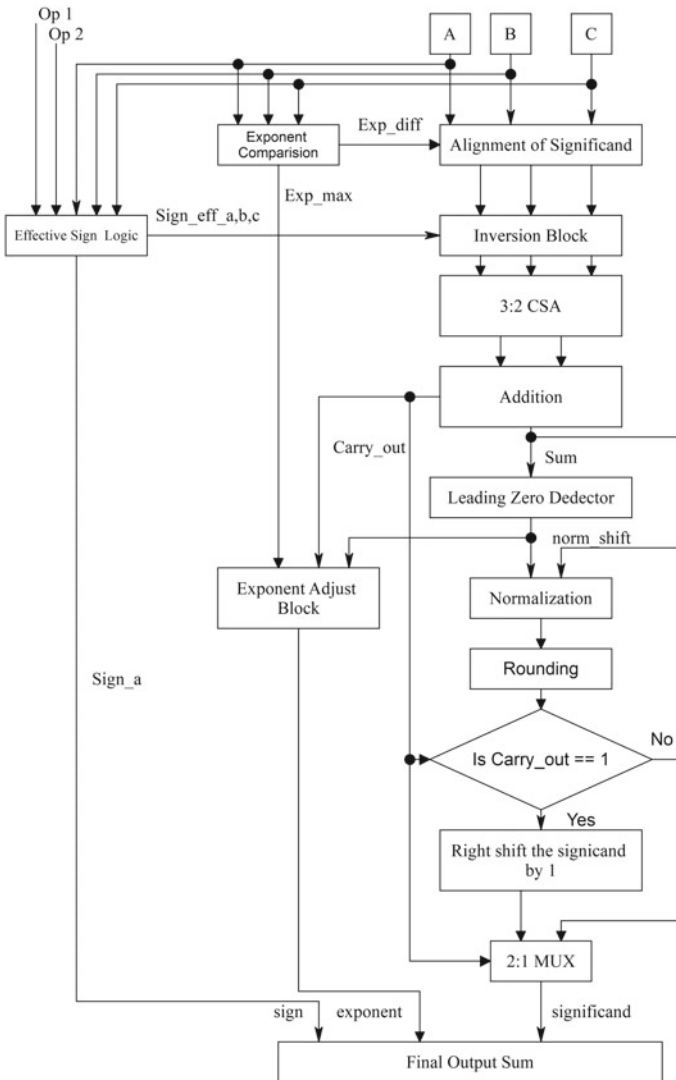 Op 1
Op 2
A
B
C
Exponent
Comparision
Exp_diff
Alignment of Significand
Exp_max
Sign_eff_a,b,c
Effective Sign Logic
Inversion Block
3:2 CSA
Addition
Carry_out
Sum
Leading Zero Dedector
norm_shift
Exponent Adjust
Block
Normalization
Sign_a
Rounding
Is Carry_out == 1
No
Yes
Right shift the signicand
by 1
2:1 MUX
sign
exponent
significand
Final Output Sum